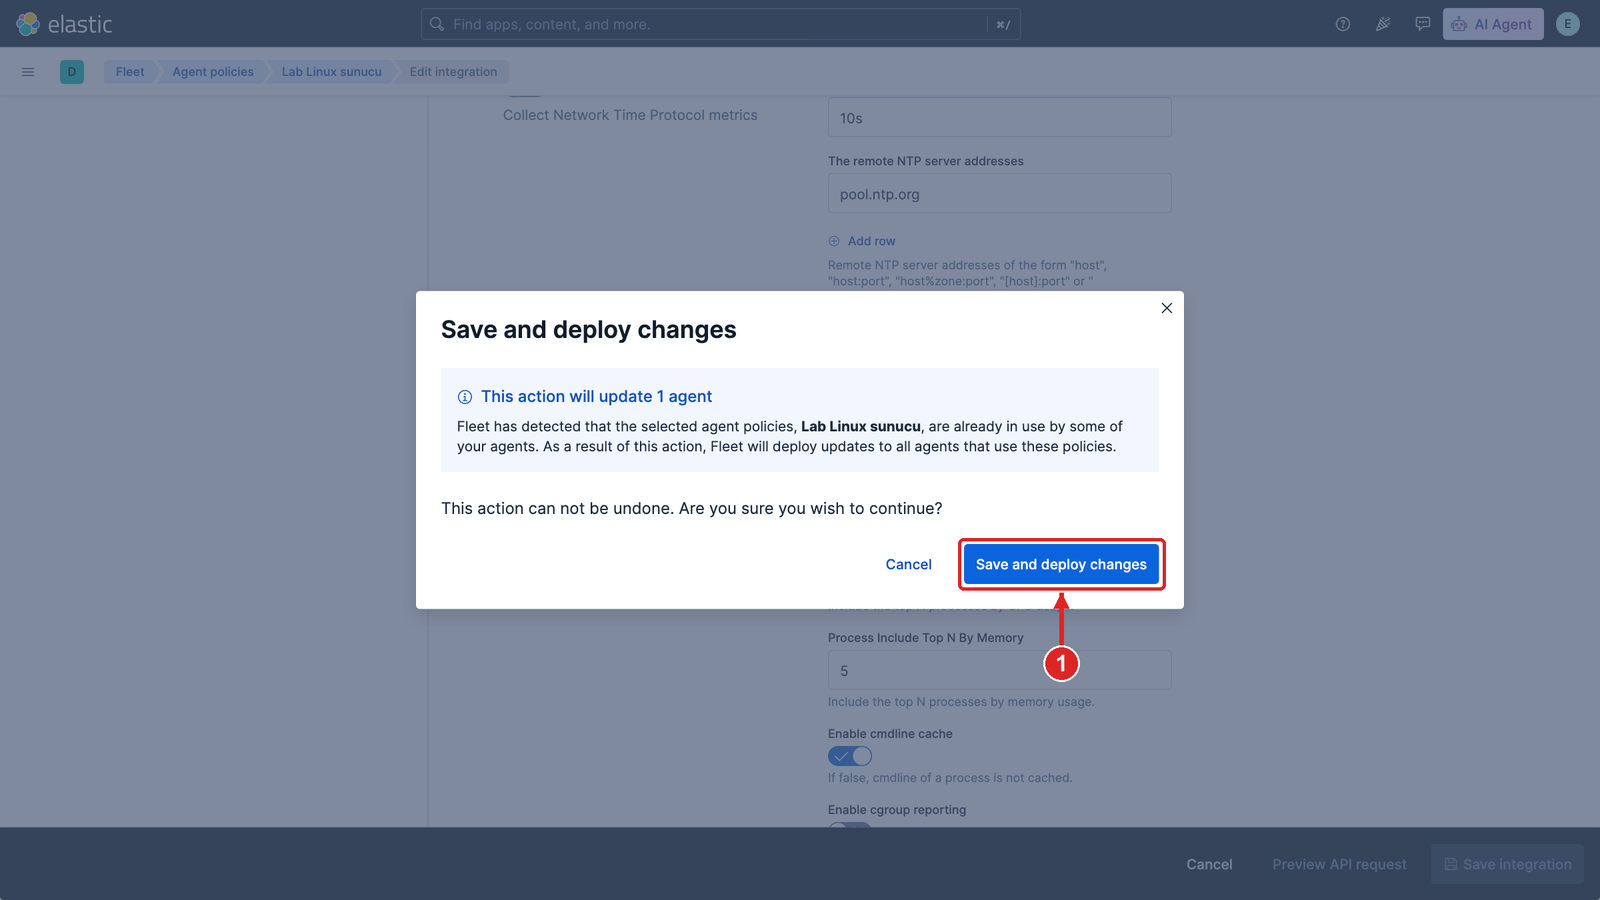 elastic
Find apps, content, and more.
⌘/
AI Agent
E
D
Fleet
Agent policies
Lab Linux sunucu
Edit integration
Collect Network Time Protocol metrics
10s
The remote NTP server addresses
pool.ntp.org
Add row
Remote NTP server addresses of the form "host",
"host:port", "host%zone:port", "[host]:port" or "
Save and deploy changes
This action will update 1 agent
Fleet has detected that the selected agent policies, Lab Linux sunucu, are already in use by some of
your agents. As a result of this action, Fleet will deploy updates to all agents that use these policies.
This action can not be undone. Are you sure you wish to continue?
Cancel
Save and deploy changes
1
Process Include Top N By Memory
5
Include the top N processes by memory usage.
Enable cmdline cache
If false, cmdline of a process is not cached.
Enable cgroup reporting
Cancel
Preview API request
Save integration